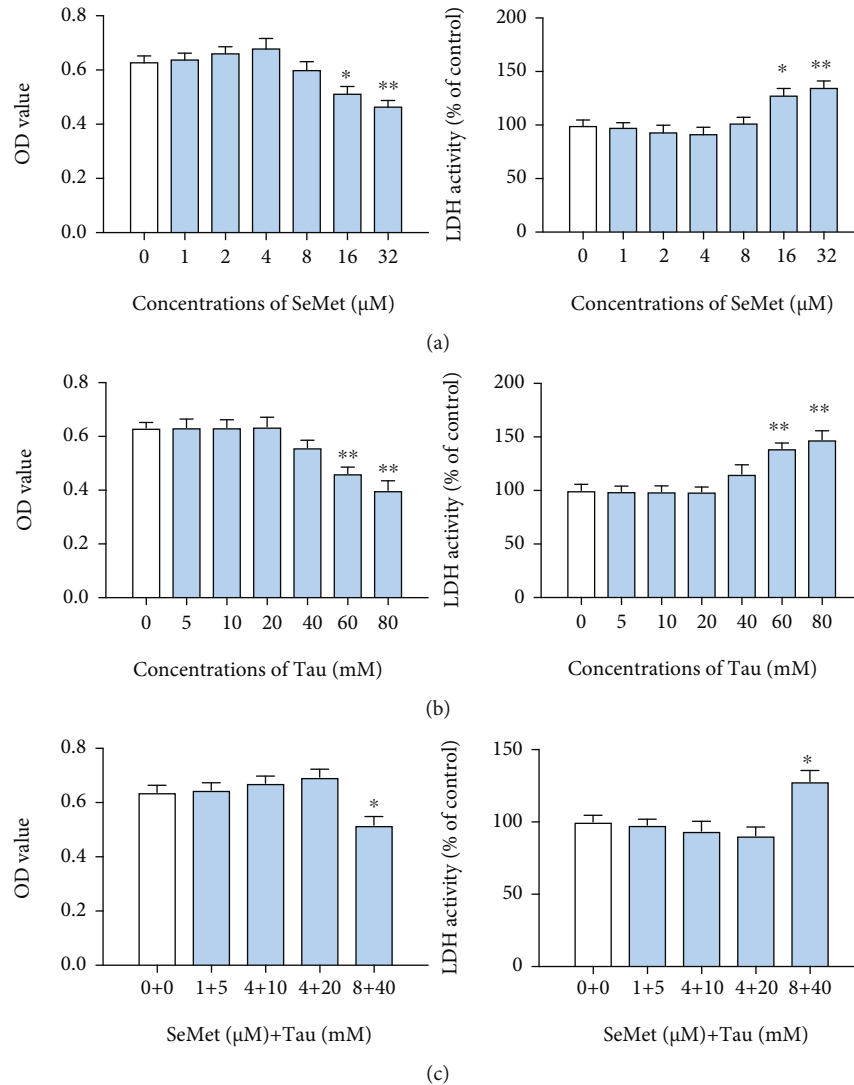 OD value
0.8
0.6
0.4
0.2
0.0
*
**
0 1 2 4 8 16 32
Concentrations of SeMet (μM)
LDH activity (% of control)
200
150
100
50
0
*
**
0 1 2 4 8 16 32
Concentrations of SeMet (μM)
(a)
OD value
0.8
0.6
0.4
0.2
0.0
**
**
0 5 10 20 40 60 80
Concentrations of Tau (mM)
LDH activity (% of control)
200
150
100
50
0
**
**
0 5 10 20 40 60 80
Concentrations of Tau (mM)
(b)
OD value
0.8
0.6
0.4
0.2
0.0
*
0+0 1+5 4+10 4+20 8+40
SeMet (μM)+Tau (mM)
LDH activity (% of control)
150
100
50
0
*
0+0 1+5 4+10 4+20 8+40
SeMet (μM)+Tau (mM)
(c)